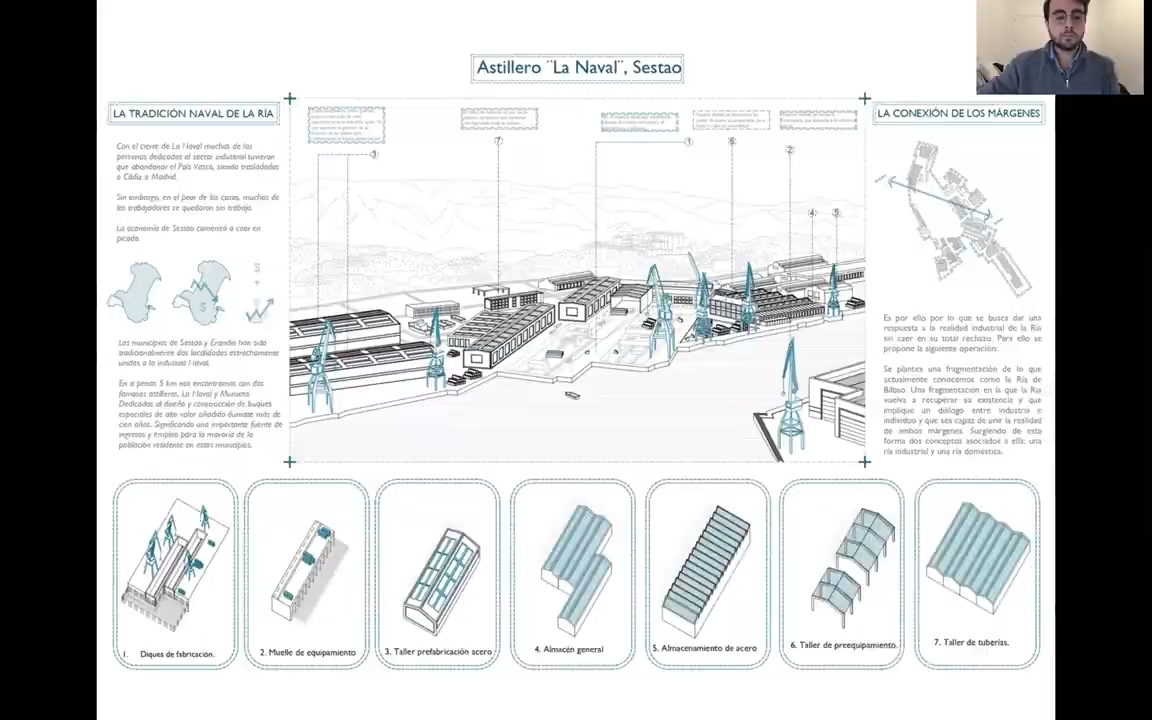 Astillero ¨La Naval¨, Sestao
LA TRADICIÓN NAVAL DE LA RÍA
Con el cierre de La Naval muchas de las
personas dedicadas al sector industrial tuvieron
que abandonar el País Vasco, siendo trasladadas
a Cádiz o Madrid.
Sin embargo, en el peor de los casos, muchos de
los trabajadores se quedaron sin trabajo.
La economía de Sestao comenzó a caer en
picado.
Los municipios de Sestao y Erandio han sido
tradicionalmente dos localidades estrechamente
unidas a la industria Naval.
En a penas 5 km nos encontramos con dos
famosos astilleros, La Naval y Murueta.
Dedicados al diseño y construcción de buques
especiales de alto valor añadido durante más de
cien años. Significando una importante fuente de
ingresos y empleo para la mayoría de la
población residente en estos municipios.
3
7
1
6
2
4
5
LA CONEXIÓN DE LOS MÁRGENES
Es por ello por lo que se busca dar una
respuesta a la realidad industrial de la Ría
sin caer en su total rechazo. Para ello se
propone la siguiente operación:
Se plantea una fragmentación de lo que
actualmente conocemos como la Ría de
Bilbao. Una fragmentación en la que la Ría
vuelva a recuperar su existencia y que
implique un diálogo entre industria e
individuo y que sea capaz de unir la realidad
de ambos márgenes. Surgiendo de esta
forma dos conceptos asociados a ella: una
ría industrial y una ría doméstica.
1. Diques de fabricación.
2. Muelle de equipamiento
3. Taller prefabricación acero
4. Almacén general
5. Almacenamiento de acero
6. Taller de preequipamiento.
7. Taller de tuberías.